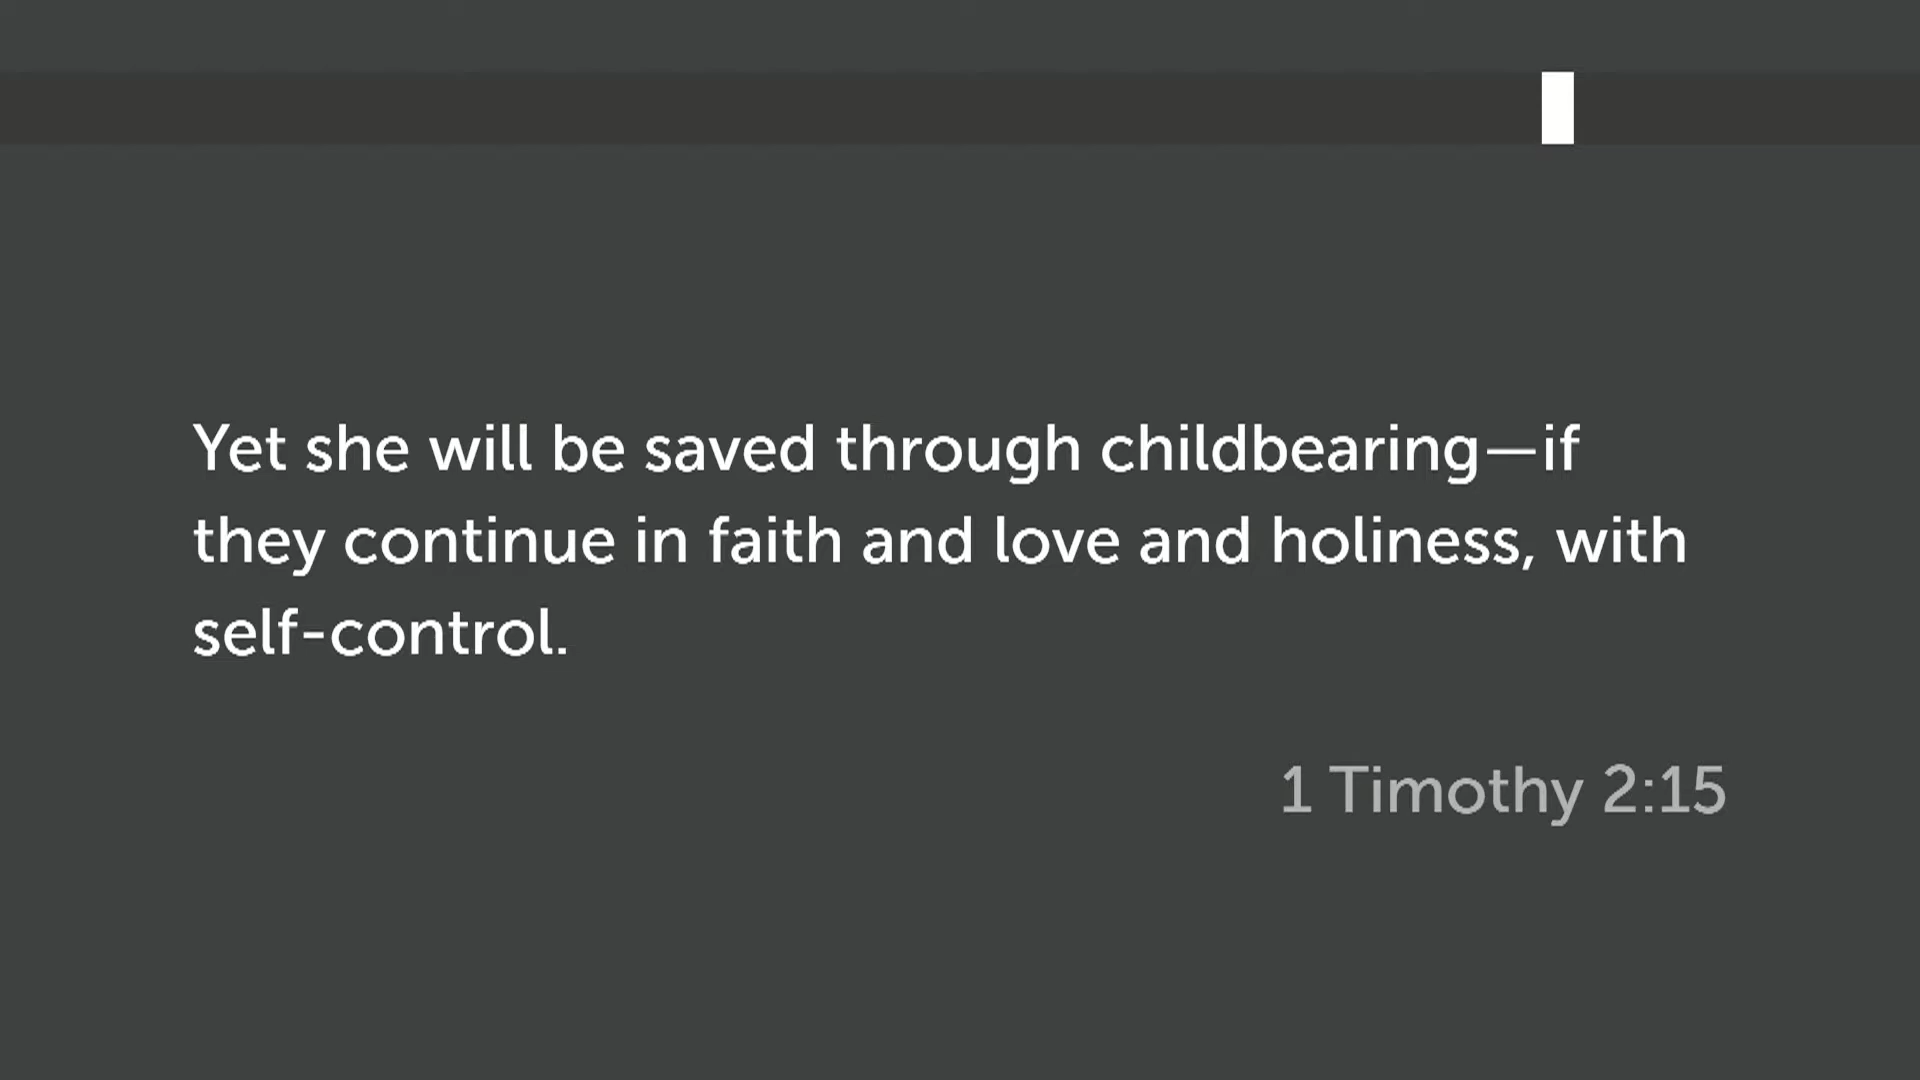 Yet she will be saved through childbearing—if
they continue in faith and love and holiness, with
self-control.
1 Timothy 2:15